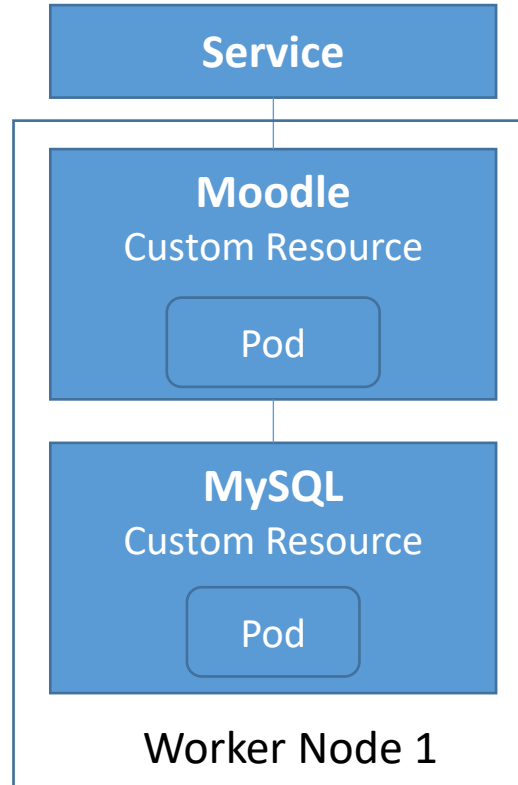 Service
Moodle
Custom Resource
Pod
MySQL
Custom Resource
Pod
Worker Node 1